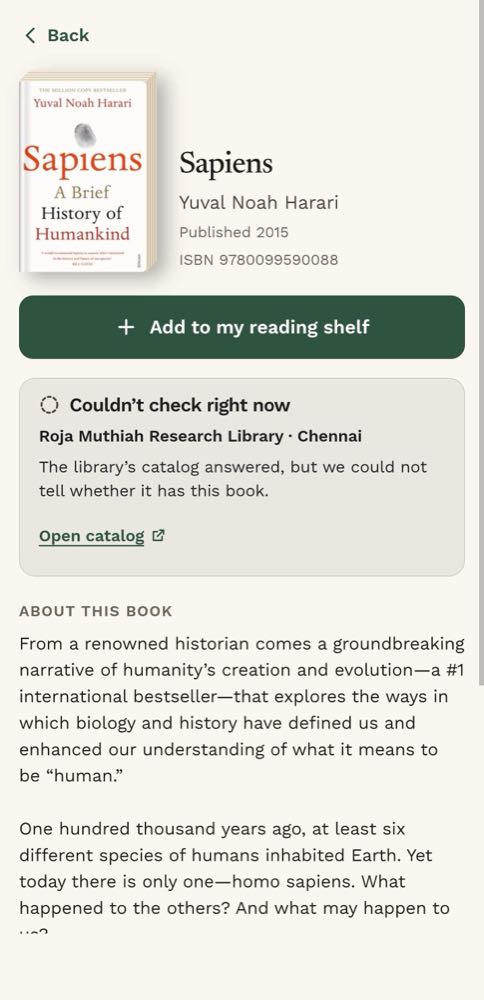 Back
THE MILLION COPY BESTSELLER
Yuval Noah Harari
Sapiens
A Brief
History of
Humankind
Sapiens
Yuval Noah Harari
Published 2015
ISBN 9780099590088
Add to my reading shelf
Couldn’t check right now
Roja Muthiah Research Library · Chennai
The library’s catalog answered, but we could not
tell whether it has this book.
Open catalog
ABOUT THIS BOOK
From a renowned historian comes a groundbreaking
narrative of humanity’s creation and evolution—a #1
international bestseller—that explores the ways in
which biology and history have defined us and
enhanced our understanding of what it means to
be “human.”
One hundred thousand years ago, at least six
different species of humans inhabited Earth. Yet
today there is only one—homo sapiens. What
happened to the others? And what may happen to
us?